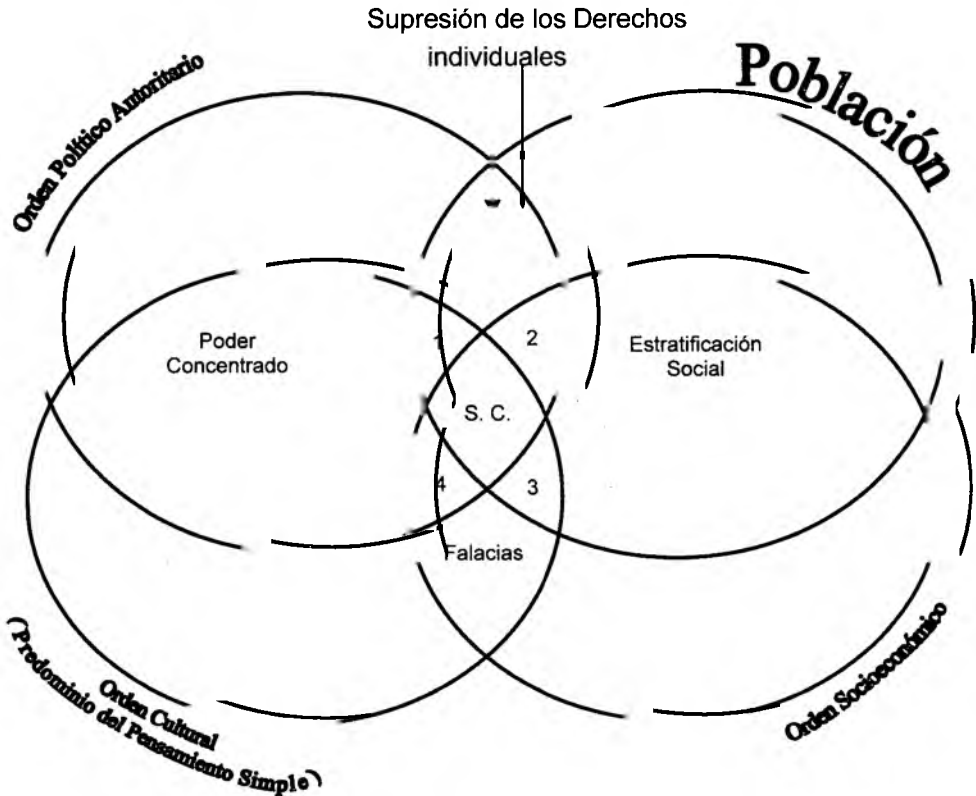 Supresión de los Derechos
individuales
Orden Político Autoritario
Población
Poder
Concentrado
1
2
Estratificación
Social
S. C.
4
3
Falacias
Orden Cultural
(Predominio del Pensamiento Simple)
Orden Socioeconómico